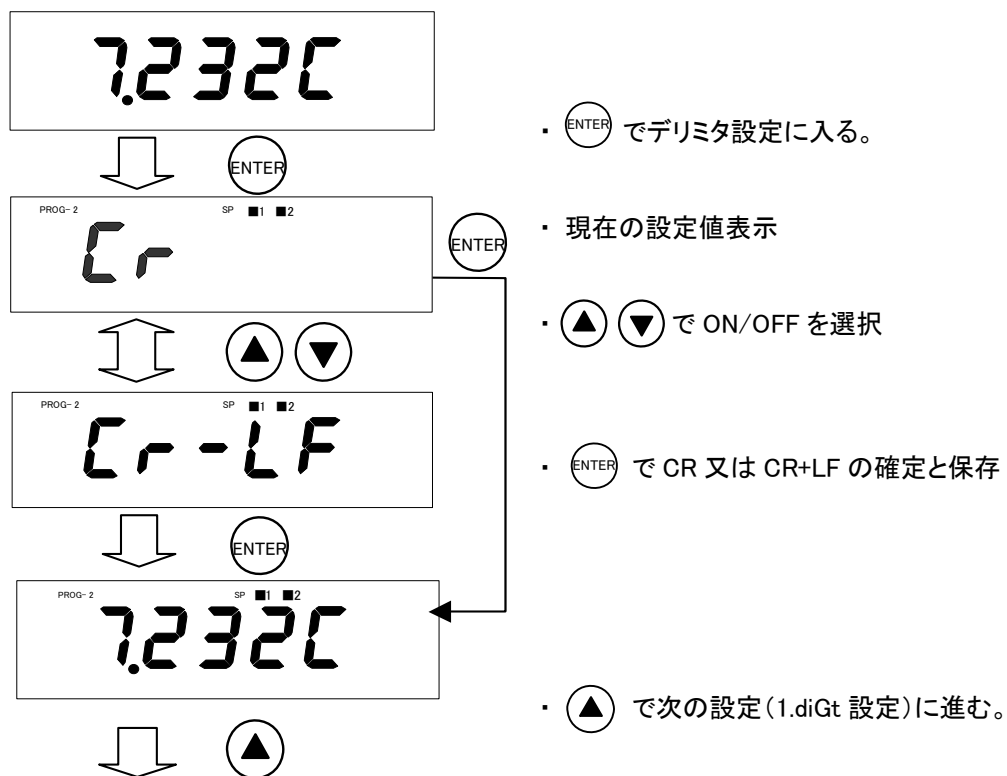 7.232C
・ ENTER でデリミタ設定に入る。
ENTER
PROG-2 SP ■1 ■2
Cr
ENTER
・ 現在の設定値表示
・ ▲ ▼ で ON/OFF を選択
▲ ▼
PROG-2 SP ■1 ■2
Cr-LF
・ ENTER で CR 又は CR+LF の確定と保存
ENTER
PROG-2 SP ■1 ■2
7.232C
・ ▲ で次の設定(1.diGt 設定)に進む。
▲